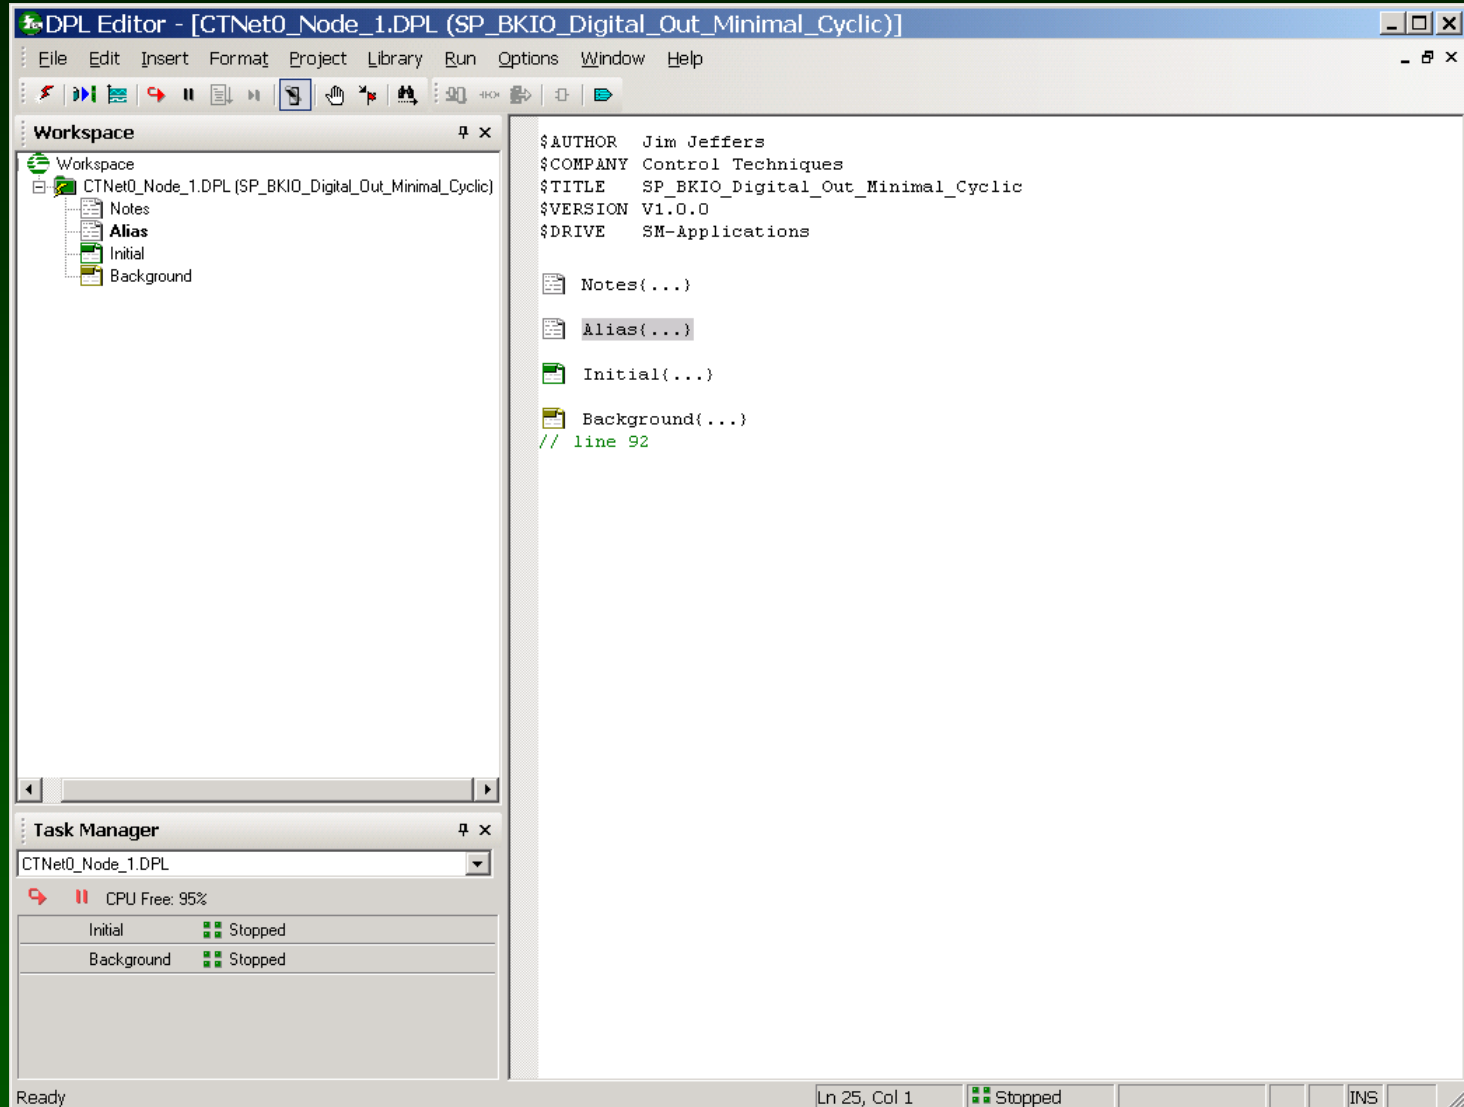 DPL Editor - [CTNet0_Node_1.DPL (SP_BKIO_Digital_Out_Minimal_Cyclic)]
File Edit Insert Format Project Library Run Options Window Help
Workspace
Workspace
CTNet0_Node_1.DPL (SP_BKIO_Digital_Out_Minimal_Cyclic)
Notes
Alias
Initial
Background
Task Manager
CTNet0_Node_1.DPL
CPU Free: 95%
Initial Stopped
Background Stopped
$AUTHOR Jim Jeffers
$COMPANY Control Techniques
$TITLE SP_BKIO_Digital_Out_Minimal_Cyclic
$VERSION V1.0.0
$DRIVE SM-Applications
Notes{...}
Alias{...}
Initial{...}
Background{...}
// line 92
Ready Ln 25, Col 1 Stopped INS